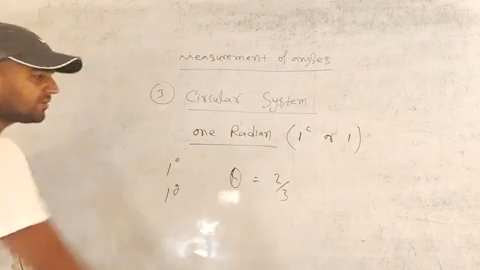 Measurement of angles
③ Circular System
one Radian (1ᶜ or 1)
1°
θ = 2/3
1ᵍ